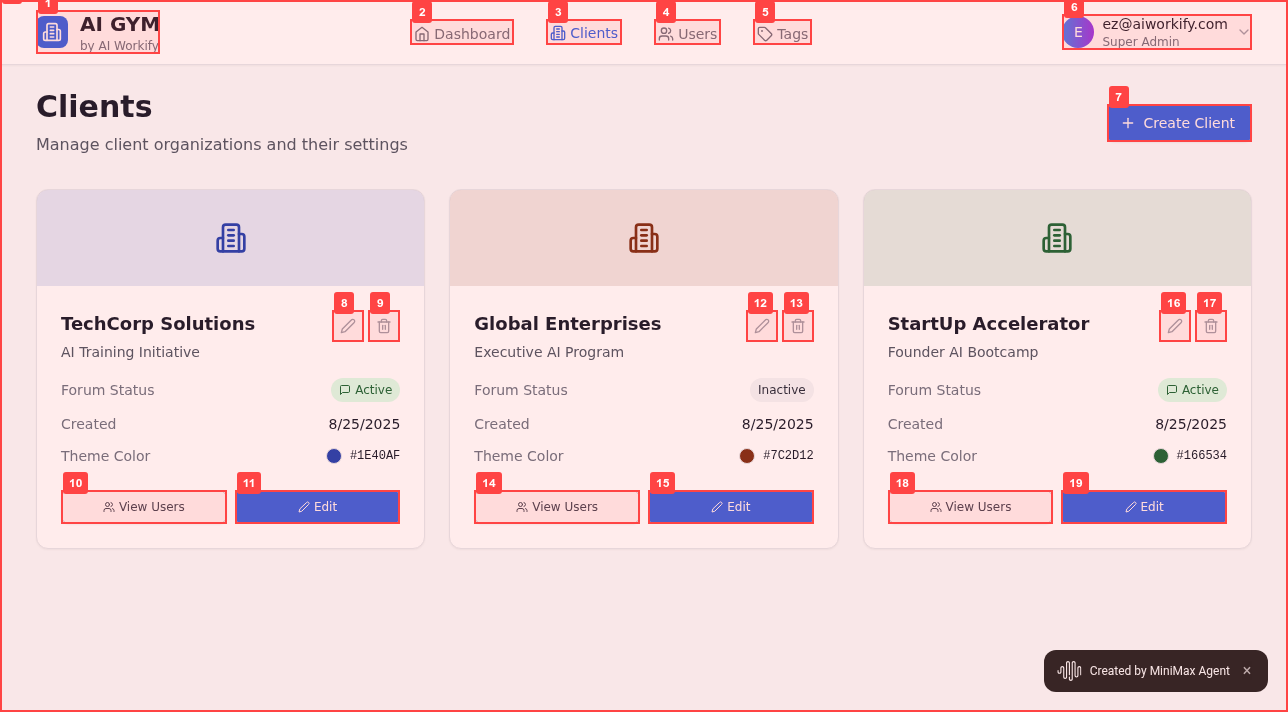 1
2
3
4
5
6
AI GYM
by AI Workify
Dashboard
Clients
Users
Tags
E
ez@aiworkify.com
Super Admin
Clients
Manage client organizations and their settings
7
Create Client
8
9
TechCorp Solutions
AI Training Initiative
Forum Status
Active
Created
8/25/2025
Theme Color
#1E40AF
10
View Users
11
Edit
12
13
Global Enterprises
Executive AI Program
Forum Status
Inactive
Created
8/25/2025
Theme Color
#7C2D12
14
View Users
15
Edit
16
17
StartUp Accelerator
Founder AI Bootcamp
Forum Status
Active
Created
8/25/2025
Theme Color
#166534
18
View Users
19
Edit
Created by MiniMax Agent